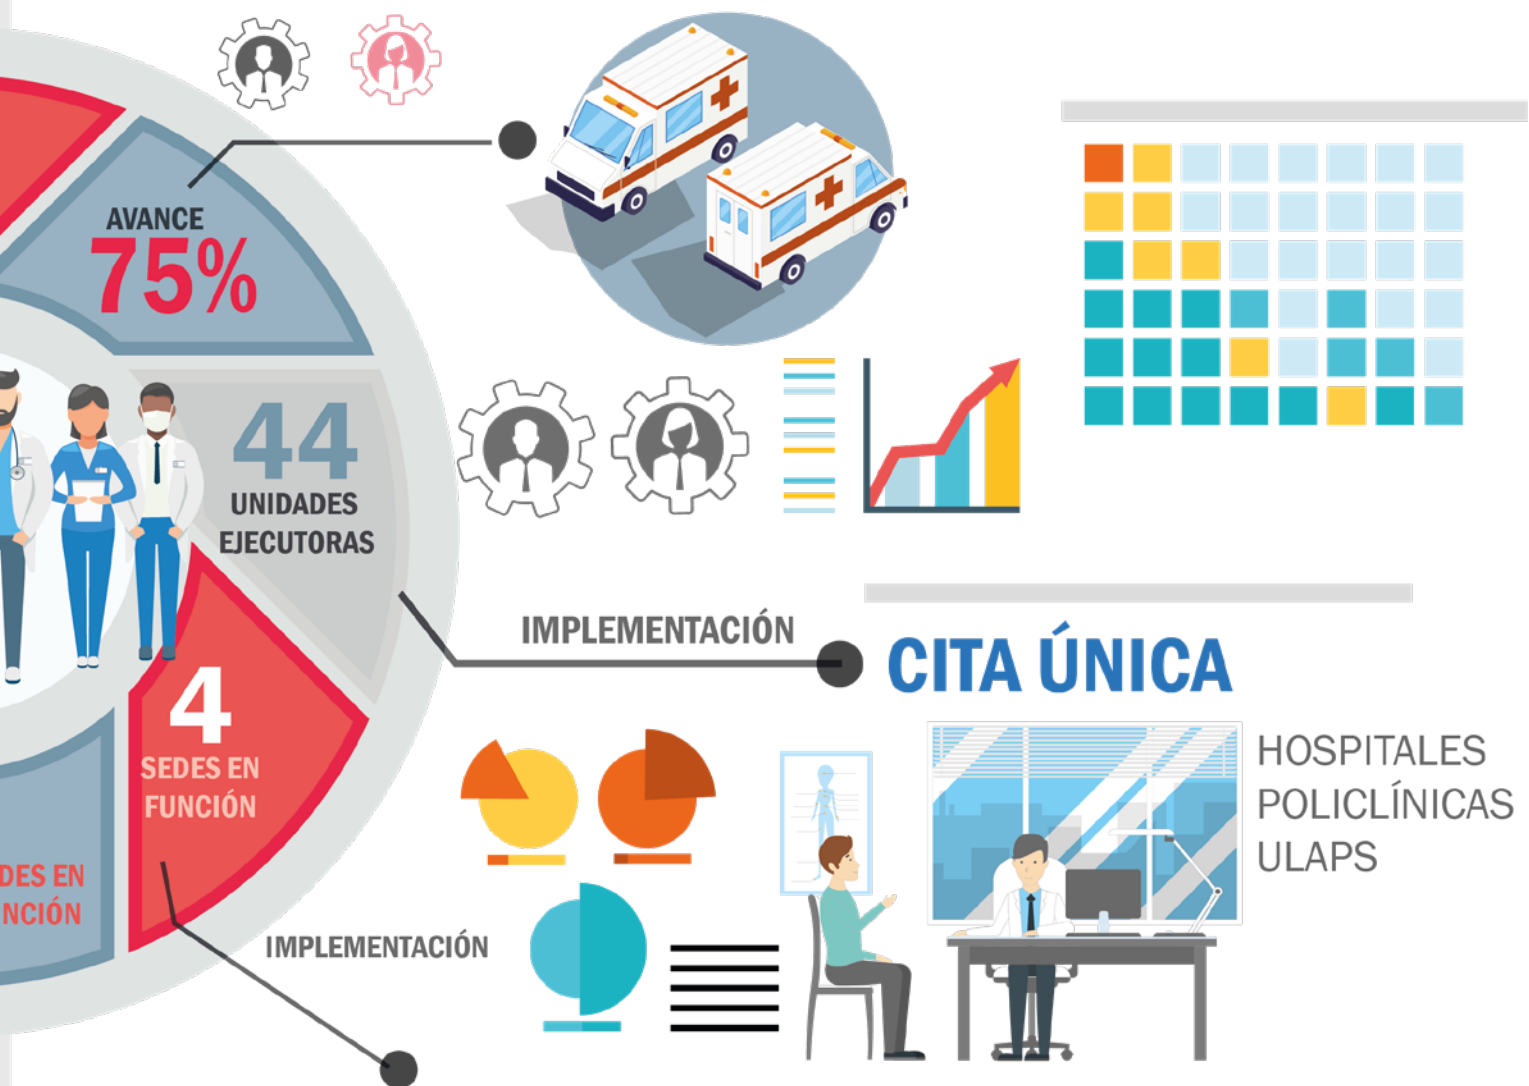 AVANCE
75%
44
UNIDADES
EJECUTORAS
IMPLEMENTACIÓN
CITA ÚNICA
4
SEDES EN
FUNCIÓN
HOSPITALES
POLICLÍNICAS
ULAPS
DES EN
NCIÓN
IMPLEMENTACIÓN